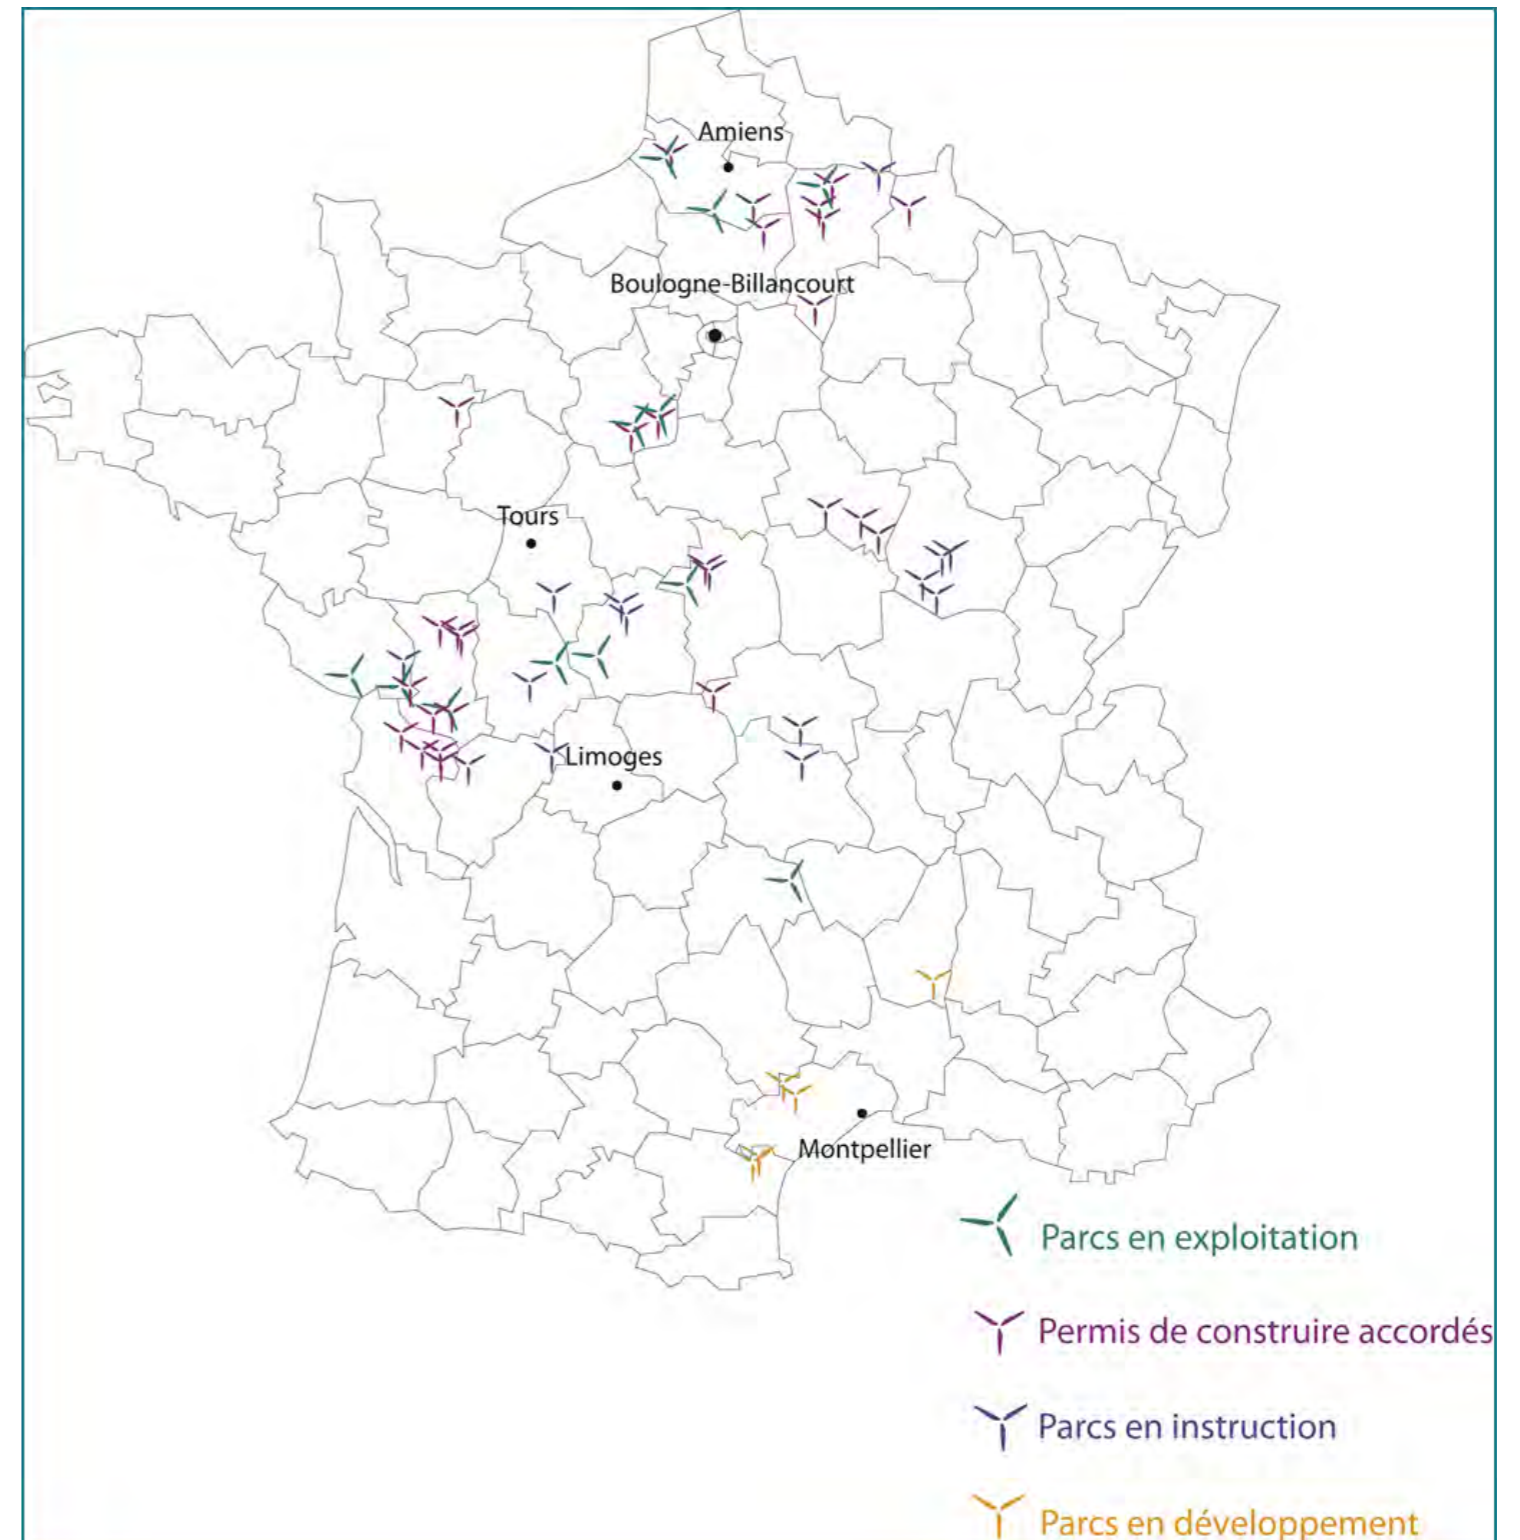 Amiens
Boulogne-Billancourt
Tours
Limoges
Montpellier
Parcs en exploitation
Permis de construire accordés
Parcs en instruction
Parcs en développement